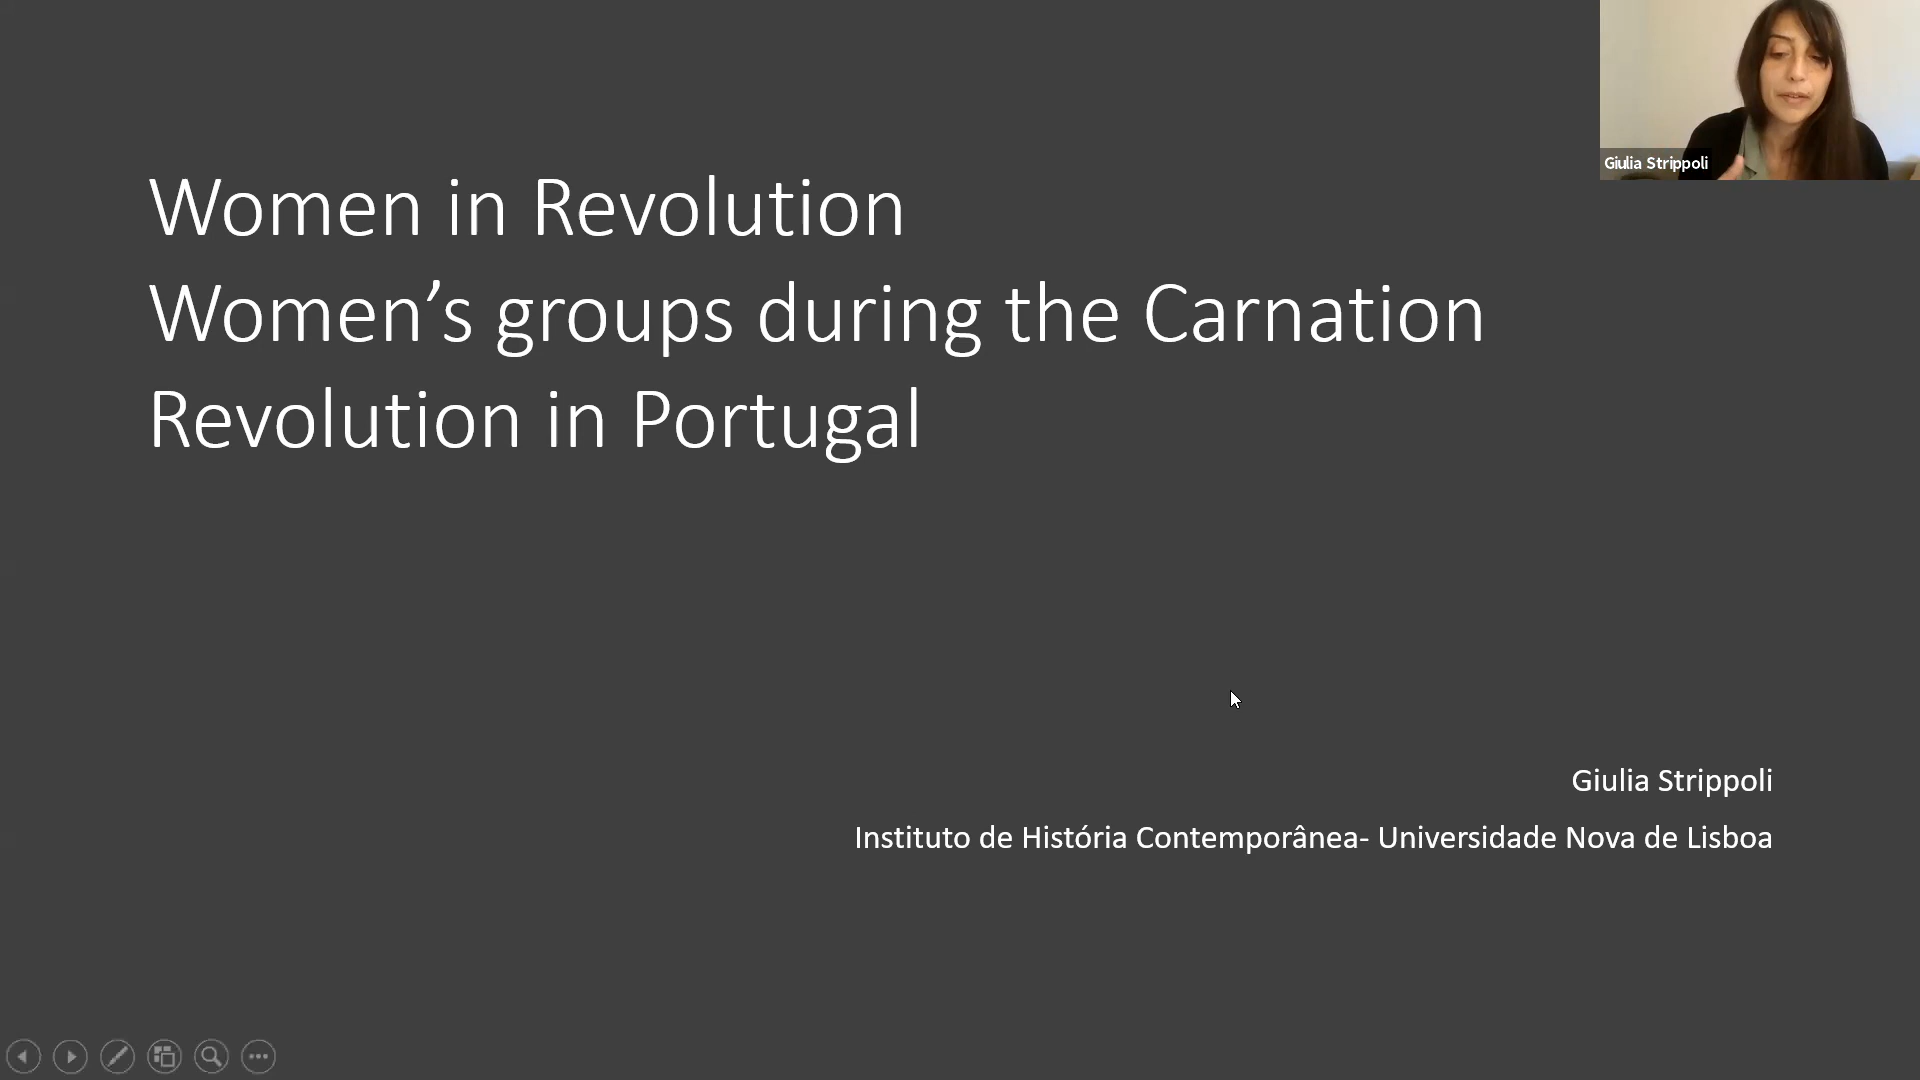 Giulia Strippoli
Women in Revolution
Women’s groups during the Carnation
Revolution in Portugal
Giulia Strippoli
Instituto de História Contemporânea- Universidade Nova de Lisboa